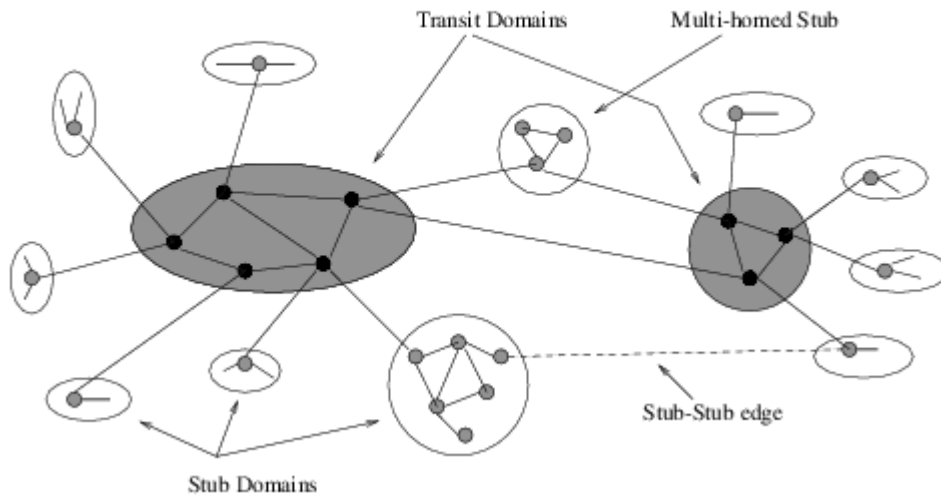 Transit Domains
Multi-homed Stub
Stub-Stub edge
Stub Domains